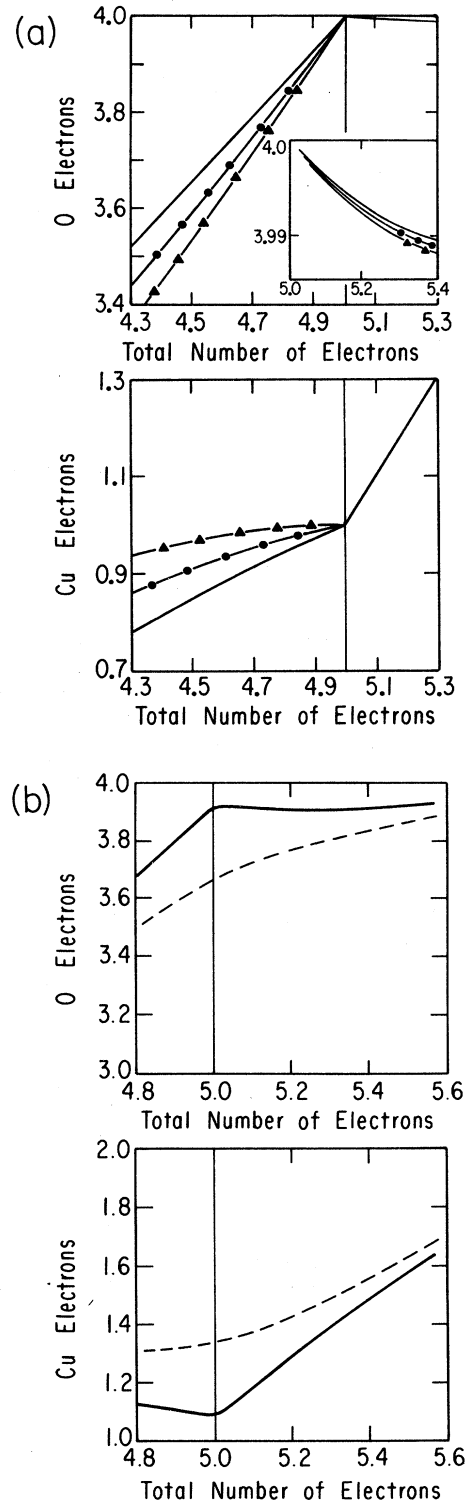 (a)
4.0
3.8
3.6
3.4
O Electrons
4.0
3.99
5.0 5.2 5.4
4.3 4.5 4.7 4.9 5.1 5.3
Total Number of Electrons
1.3
1.1
0.9
0.7
Cu Electrons
4.3 4.5 4.7 4.9 5.1 5.3
Total Number of Electrons
(b)
4.0
3.8
3.6
3.4
3.2
3.0
O Electrons
4.8 5.0 5.2 5.4 5.6
Total Number of Electrons
2.0
1.8
1.6
1.4
1.2
1.0
Cu Electrons
4.8 5.0 5.2 5.4 5.6
Total Number of Electrons